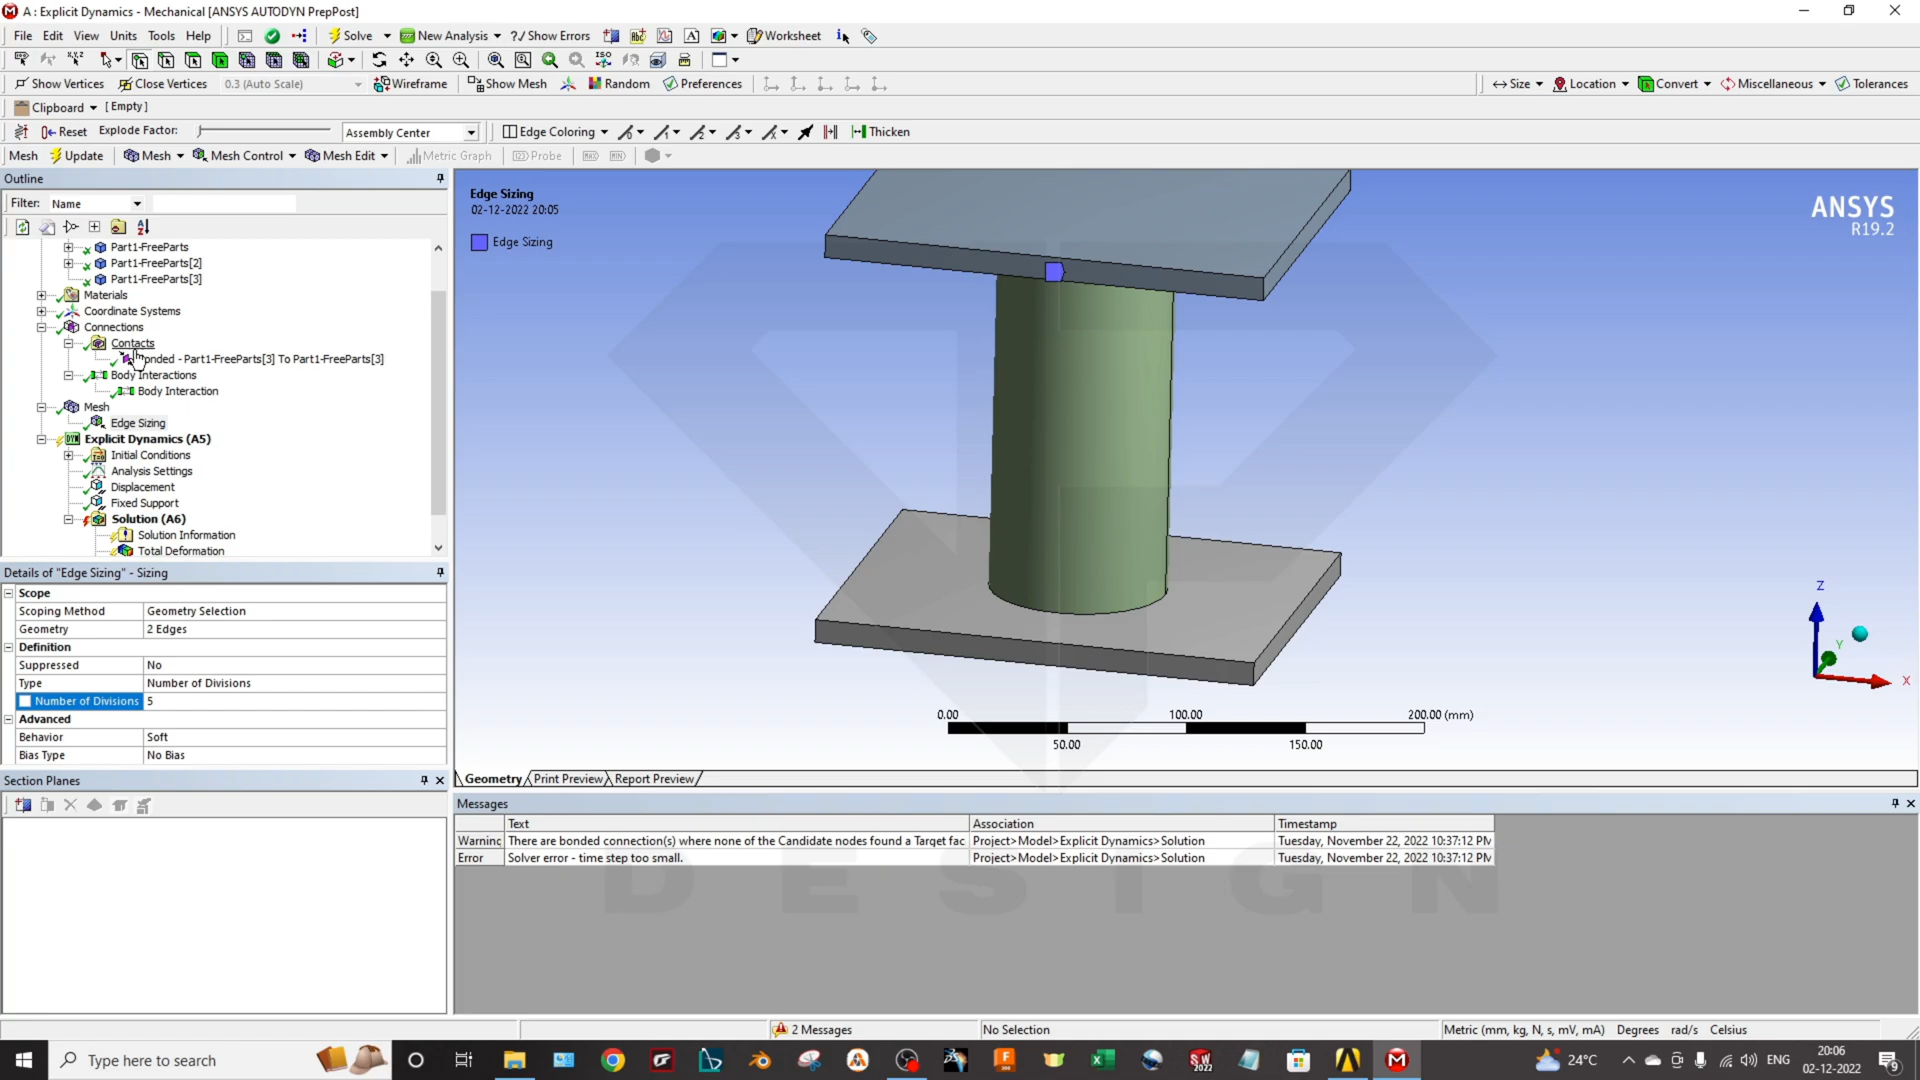 A : Explicit Dynamics - Mechanical [ANSYS AUTODYN PrepPost]
File Edit View Units Tools Help Solve New Analysis ?/ Show Errors Worksheet
Show Vertices Close Vertices 0.3 (Auto Scale) Wireframe Show Mesh Random Preferences Size Location Convert Miscellaneous Tolerances
Clipboard [ Empty ]
Reset Explode Factor: Assembly Center Edge Coloring Thicken
Mesh Update Mesh Mesh Control Mesh Edit Metric Graph Probe
Outline
Filter: Name
Part1-FreeParts
Part1-FreeParts[2]
Part1-FreeParts[3]
Materials
Coordinate Systems
Connections
Contacts
onded - Part1-FreeParts[3] To Part1-FreeParts[3]
Body Interactions
Body Interaction
Mesh
Edge Sizing
Explicit Dynamics (A5)
Initial Conditions
Analysis Settings
Displacement
Fixed Support
Solution (A6)
Solution Information
Total Deformation
Details of "Edge Sizing" - Sizing
Scope
Scoping Method Geometry Selection
Geometry 2 Edges
Definition
Suppressed No
Type Number of Divisions
Number of Divisions 5
Advanced
Behavior Soft
Bias Type No Bias
Section Planes
Edge Sizing
02-12-2022 20:05
Edge Sizing
ANSYS
R19.2
Z
Y
X
0.00 100.00 200.00 (mm)
50.00 150.00
Geometry Print Preview Report Preview
Messages
Text Association Timestamp
Warninc There are bonded connection(s) where none of the Candidate nodes found a Target fac Project>Model>Explicit Dynamics>Solution Tuesday, November 22, 2022 10:37:12 PM
Error Solver error - time step too small. Project>Model>Explicit Dynamics>Solution Tuesday, November 22, 2022 10:37:12 PM
DESIGN
2 Messages No Selection Metric (mm, kg, N, s, mV, mA) Degrees rad/s Celsius
Type here to search 24°C ENG 20:06
02-12-2022